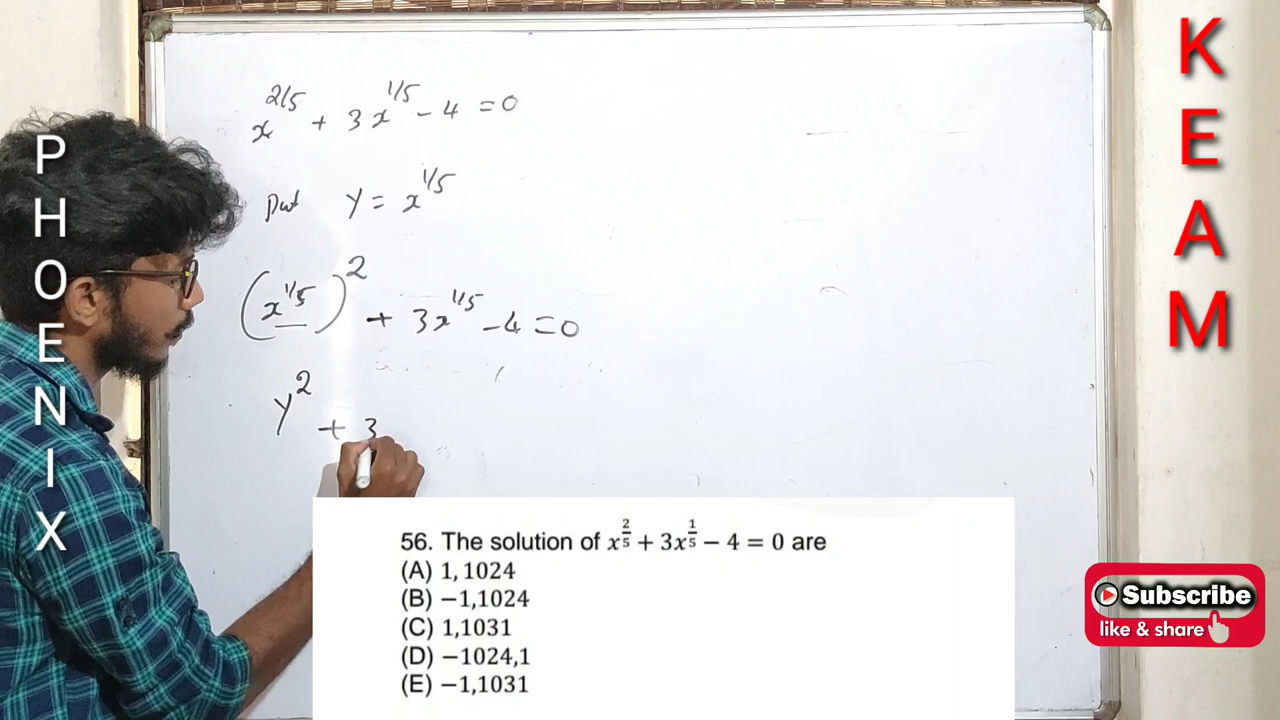 x^{2/5} + 3x^{1/5} - 4 = 0
Put y = x^{1/5}
(x^{1/5})^2 + 3x^{1/5} - 4 = 0
y^2 + 3
PHOENIX
KEAM
56. The solution of x^{2/5} + 3x^{1/5} − 4 = 0 are
(A) 1, 1024
(B) −1,1024
(C) 1,1031
(D) −1024,1
(E) −1,1031
Subscribe
like & share